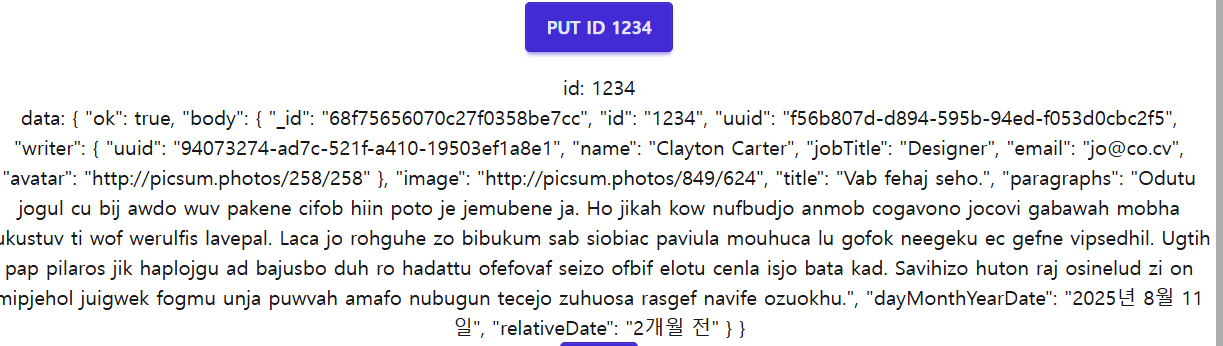 PUT ID 1234
id: 1234
data: { "ok": true, "body": { "_id": "68f75656070c27f0358be7cc", "id": "1234", "uuid": "f56b807d-d894-595b-94ed-f053d0cbc2f5",
"writer": { "uuid": "94073274-ad7c-521f-a410-19503ef1a8e1", "name": "Clayton Carter", "jobTitle": "Designer", "email": "jo@co.cv",
"avatar": "http://picsum.photos/258/258" }, "image": "http://picsum.photos/849/624", "title": "Vab fehaj seho.", "paragraphs": "Odutu
jogul cu bij awdo wuv pakene cifob hiin poto je jemubene ja. Ho jikah kow nufbudjo anmob cogavono jocovi gabawah mobha
ukustuv ti wof werulfis lavepal. Laca jo rohguhe zo bibukum sab siobiac paviula mouhuca lu gofok neegeku ec gefne vipsedhil. Ugtih
pap pilaros jik haplojgu ad bajusbo duh ro hadattu ofefovaf seizo ofbif elotu cenla isjo bata kad. Savihizo huton raj osinelud zi on
mipjehol juigwek fogmu unja puwvah amafo nubugun tecejo zuhuosa rasgef navife ozuokhu.", "dayMonthYearDate": "2025년 8월 11
일", "relativeDate": "2개월 전" } }